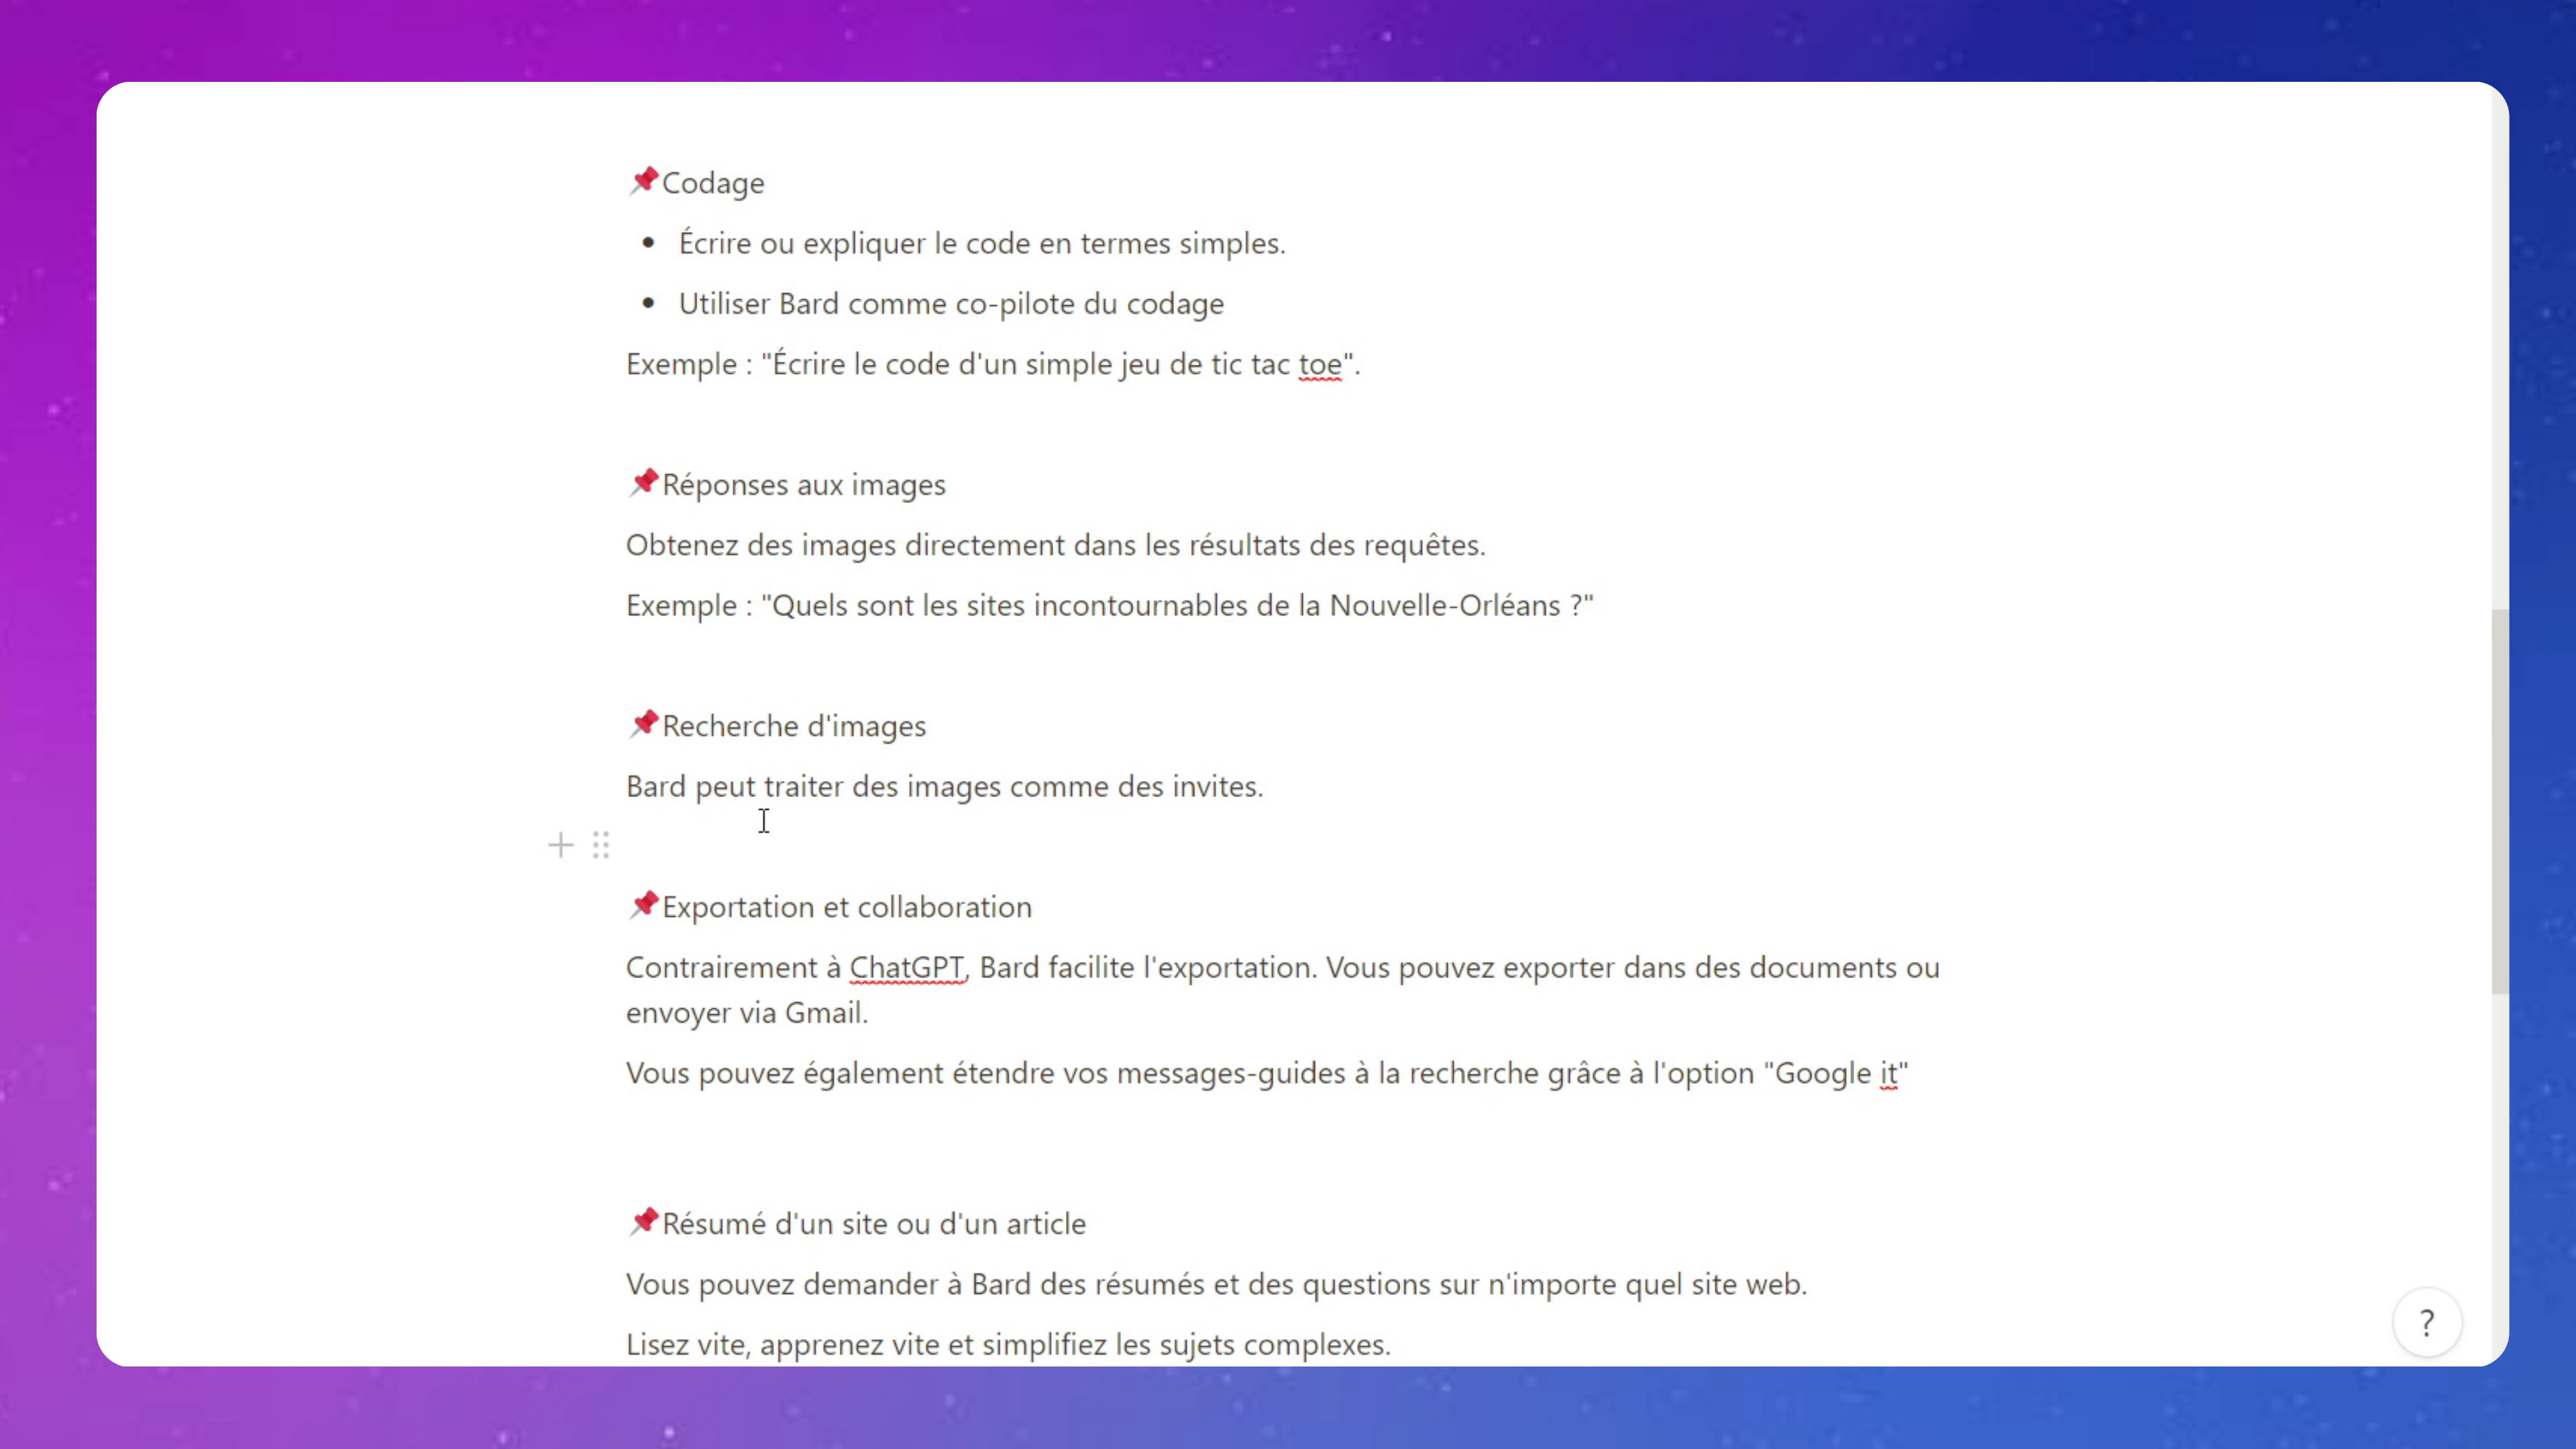 📌Codage
• Écrire ou expliquer le code en termes simples.
• Utiliser Bard comme co-pilote du codage
Exemple : "Écrire le code d'un simple jeu de tic tac toe".
📌Réponses aux images
Obtenez des images directement dans les résultats des requêtes.
Exemple : "Quels sont les sites incontournables de la Nouvelle-Orléans ?"
📌Recherche d'images
Bard peut traiter des images comme des invites.
📌Exportation et collaboration
Contrairement à ChatGPT, Bard facilite l'exportation. Vous pouvez exporter dans des documents ou
envoyer via Gmail.
Vous pouvez également étendre vos messages-guides à la recherche grâce à l'option "Google it"
📌Résumé d'un site ou d'un article
Vous pouvez demander à Bard des résumés et des questions sur n'importe quel site web.
Lisez vite, apprenez vite et simplifiez les sujets complexes.
?